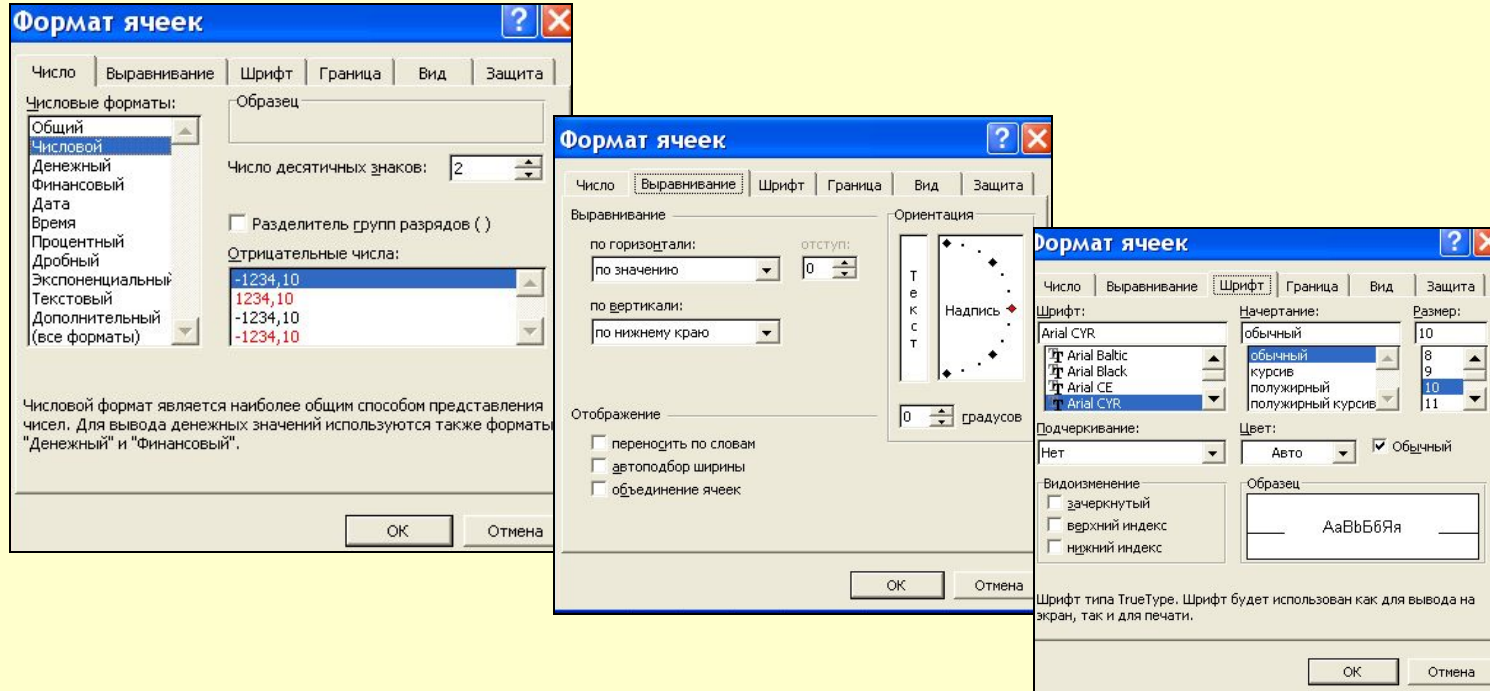 Формат ячеек
Число Выравнивание Шрифт Граница Вид Защита
Числовые форматы:
Общий
Числовой
Денежный
Финансовый
Дата
Время
Процентный
Дробный
Экспоненциальный
Текстовый
Дополнительный
(все форматы)
Образец
Число десятичных знаков: 2
Разделитель групп разрядов ( )
Отрицательные числа:
-1234,10
1234,10
-1234,10
-1234,10
Числовой формат является наиболее общим способом представления
чисел. Для вывода денежных значений используются также форматы
"Денежный" и "Финансовый".
ОК Отмена
Формат ячеек
Число Выравнивание Шрифт Граница Вид Защита
Выравнивание
по горизонтали: отступ:
по значению 0
по вертикали:
по нижнему краю
Ориентация
Текст
Надпись
0 градусов
Отображение
переносить по словам
автоподбор ширины
объединение ячеек
ОК Отмена
Формат ячеек
Число Выравнивание Шрифт Граница Вид Защита
Шрифт:
Arial CYR
Arial Baltic
Arial Black
Arial CE
Arial CYR
Начертание:
обычный
обычный
курсив
полужирный
полужирный курсив
Размер:
10
8
9
10
11
Подчеркивание:
Нет
Цвет:
Авто
Обычный
Видоизменение
зачеркнутый
верхний индекс
нижний индекс
Образец
АаВbБбЯя
Шрифт типа TrueType. Шрифт будет использован как для вывода на
экран, так и для печати.
ОК Отмена